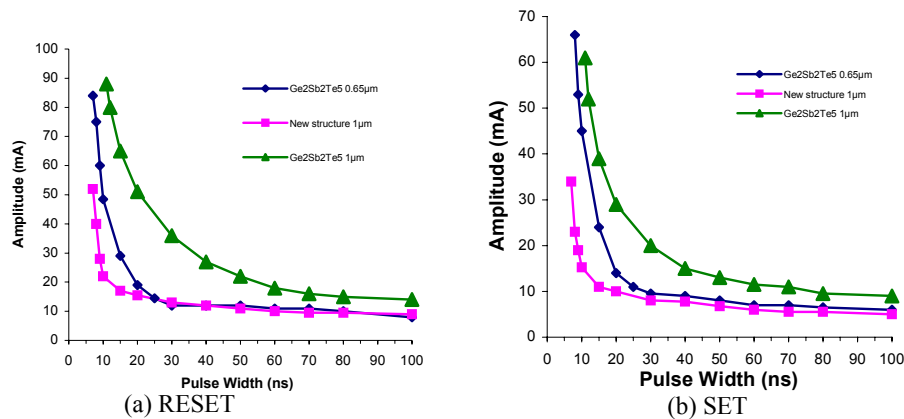 100
90
80
70
60
50
40
30
20
10
0
Amplitude (mA)
Ge2Sb2Te5 0.65µm
New structure 1µm
Ge2Sb2Te5 1µm
0 10 20 30 40 50 60 70 80 90 100
Pulse Width (ns)
(a) RESET
70
60
50
40
30
20
10
0
Amplitude (mA)
Ge2Sb2Te5 0.65µm
New structure 1µm
Ge2Sb2Te5 1µm
0 10 20 30 40 50 60 70 80 90 100
Pulse Width (ns)
(b) SET